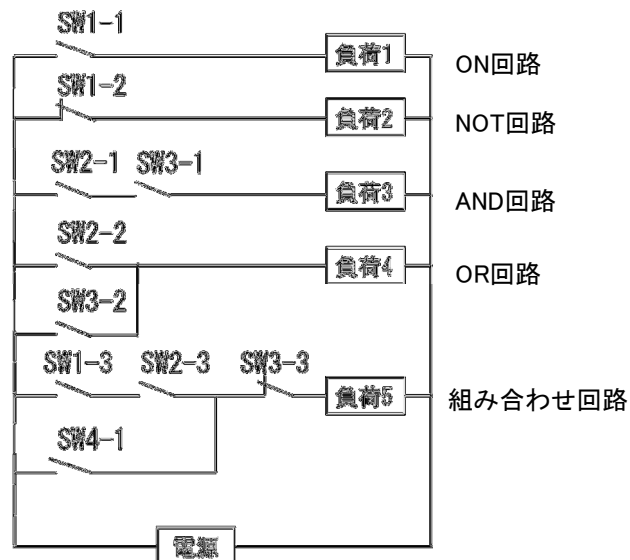 SW1-1
負荷1 ON回路
SW1-2
負荷2 NOT回路
SW2-1 SW3-1
負荷3 AND回路
SW2-2
負荷4 OR回路
SW3-2
SW1-3 SW2-3 SW3-3
負荷5 組み合わせ回路
SW4-1
電源